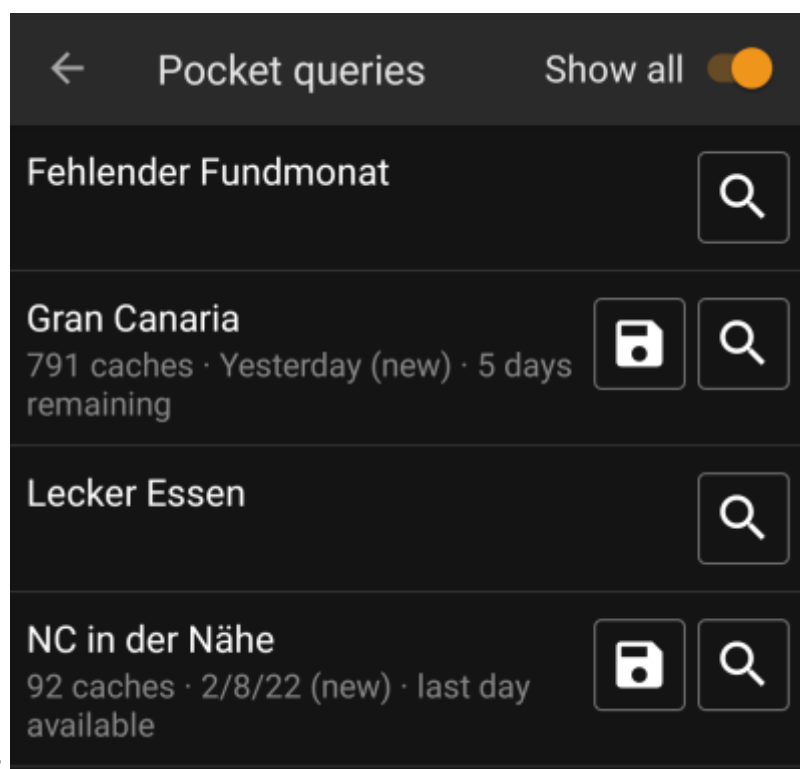 Pocket queries Show all
Fehlender Fundmonat
Gran Canaria
791 caches · Yesterday (new) · 5 days
remaining
Lecker Essen
NC in der Nähe
92 caches · 2/8/22 (new) · last day
available